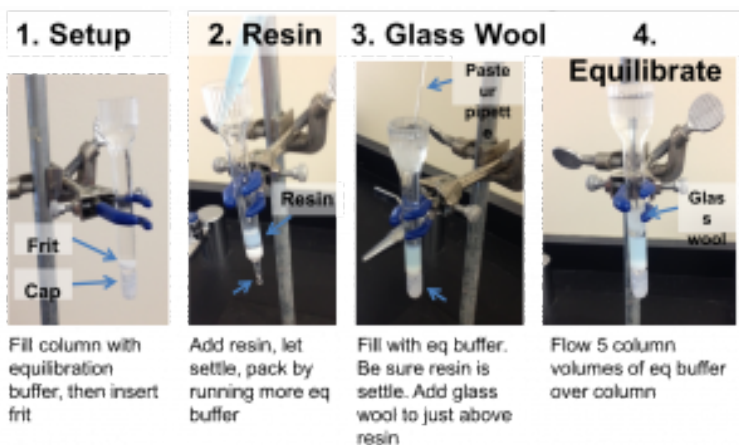 1. Setup
2. Resin
3. Glass Wool
4.
Equilibrate
Frit
Cap
Resin
Paste
ur
pipett
e
Glas
s
wool
Fill column with
equilibration
buffer, then insert
frit
Add resin, let
settle, pack by
running more eq
buffer
Fill with eq buffer.
Be sure resin is
settle. Add glass
wool to just above
resin
Flow 5 column
volumes of eq buffer
over column